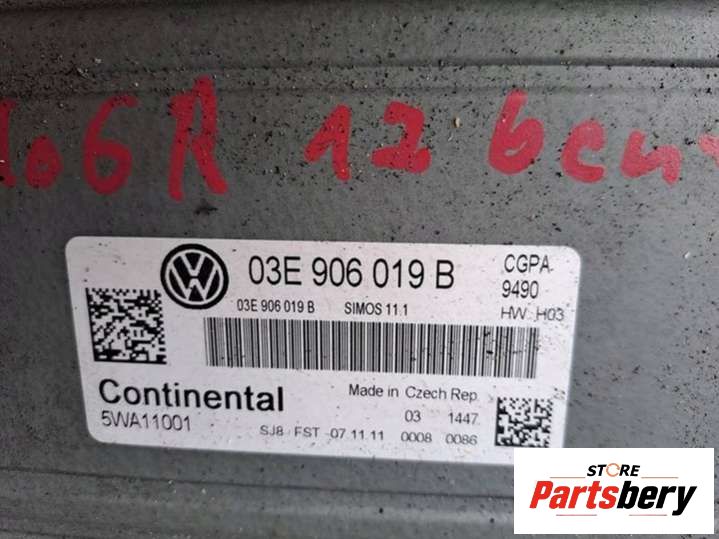 06R 12 ben
03E 906 019 B
CGPA
9490
03E 906 019 B SIMOS 11.1
HW H03
Continental
Made in Czech Rep.
5WA11001
03 1447
SJ8 FST 07.11.11 0008 0086
STORE
Partsbery